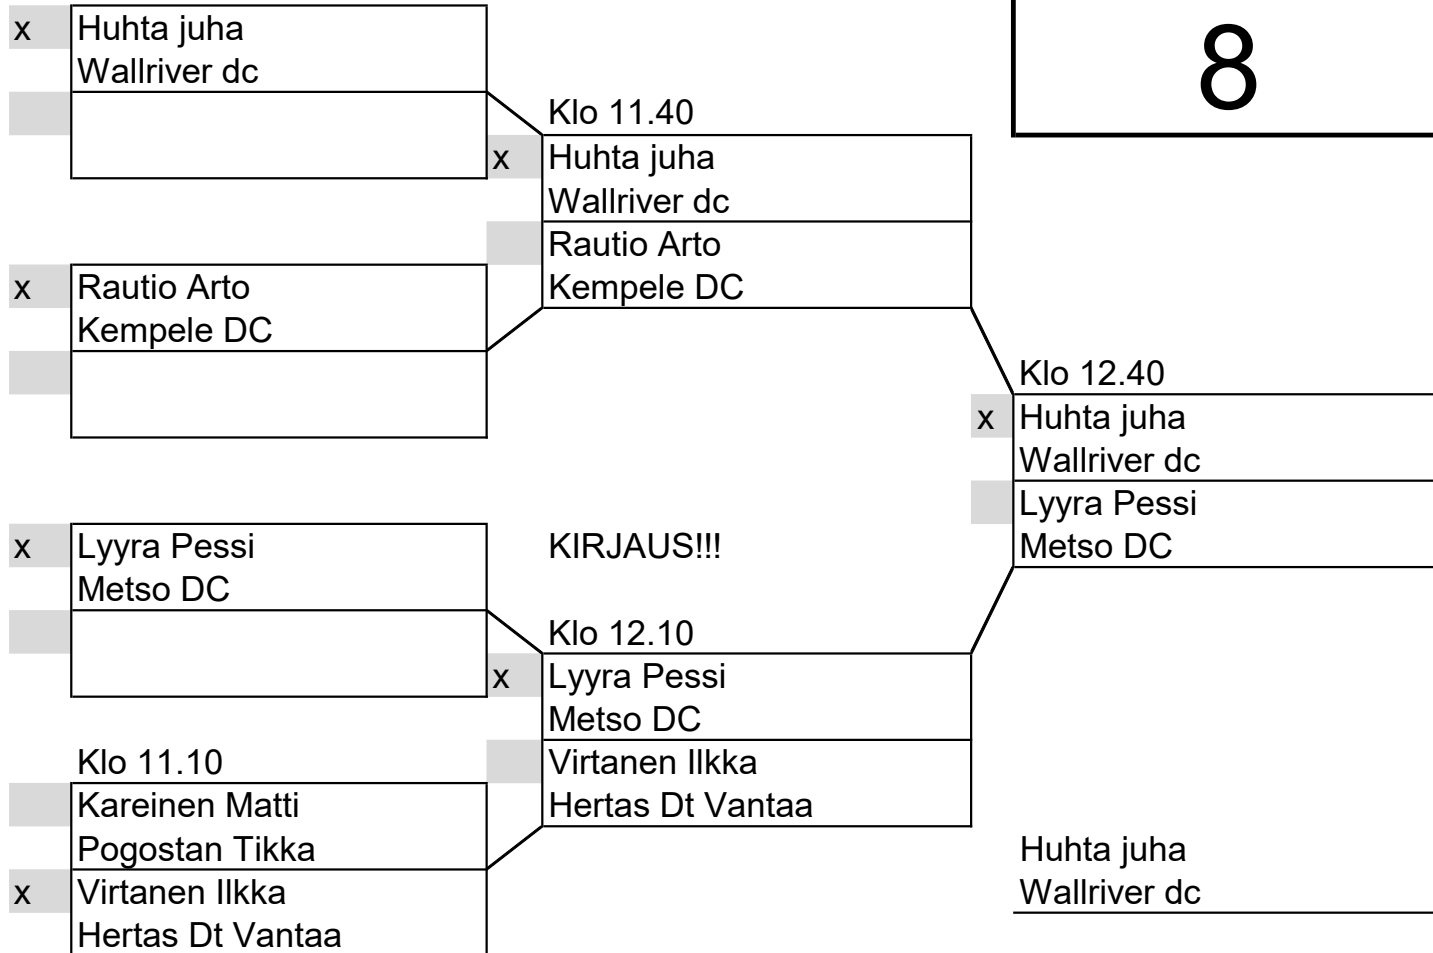 x Huhta juha
Wallriver dc
8
Klo 11.40
x Huhta juha
Wallriver dc
Rautio Arto
Kempele DC
x Rautio Arto
Kempele DC
Klo 12.40
x Huhta juha
Wallriver dc
Lyyra Pessi
Metso DC
x Lyyra Pessi
Metso DC
KIRJAUS!!!
Klo 12.10
x Lyyra Pessi
Metso DC
Virtanen Ilkka
Hertas Dt Vantaa
Klo 11.10
Kareinen Matti
Pogostan Tikka
x Virtanen Ilkka
Hertas Dt Vantaa
Huhta juha
Wallriver dc